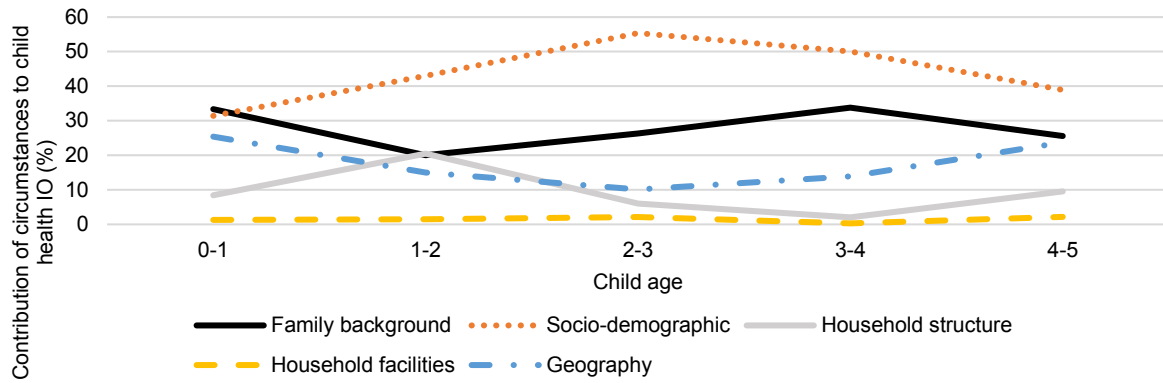 Contribution of circumstances to child
health IO (%)
60
50
40
30
20
10
0
0-1 1-2 2-3 3-4 4-5
Child age
Family background Socio-demographic Household structure
Household facilities Geography